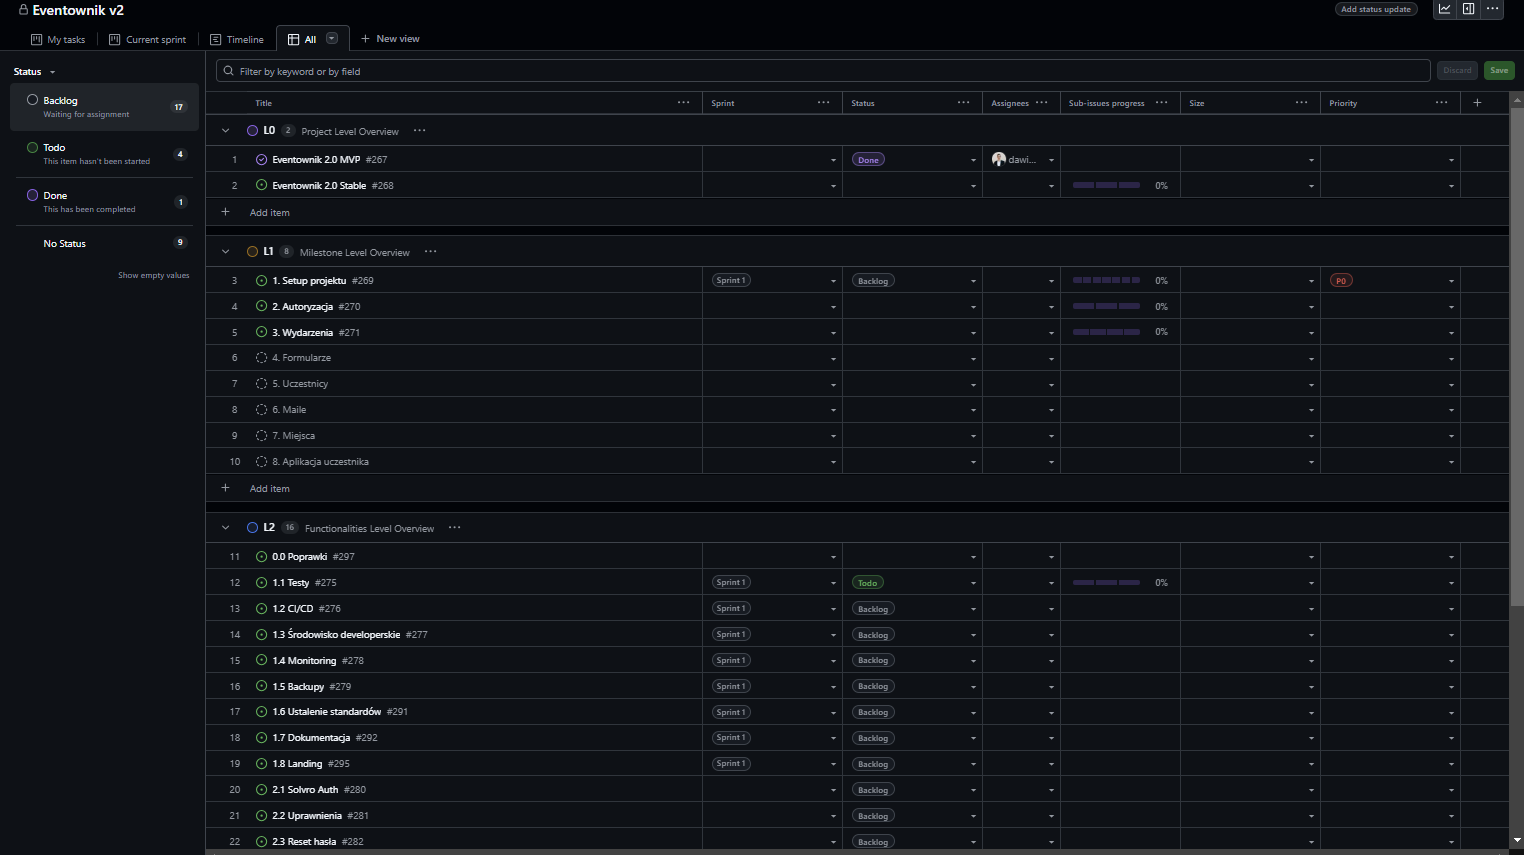 Eventownik v2
Add status update
My tasks
Current sprint
Timeline
All
New view
Status
Backlog 17
Waiting for assignment
Todo 4
This item hasn't been started
Done 1
This has been completed
No Status 9
Show empty values
Filter by keyword or by field
Discard
Save
Title Sprint Status Assignees Sub-issues progress Size Priority
L0 2 Project Level Overview
1 Eventownik 2.0 MVP #267 Done dawi...
2 Eventownik 2.0 Stable #268 0%
Add item
L1 8 Milestone Level Overview
3 1. Setup projektu #269 Sprint 1 Backlog 0% P0
4 2. Autoryzacja #270 0%
5 3. Wydarzenia #271 0%
6 4. Formularze
7 5. Uczestnicy
8 6. Maile
9 7. Miejsca
10 8. Aplikacja uczestnika
Add item
L2 16 Functionalities Level Overview
11 0.0 Poprawki #297
12 1.1 Testy #275 Sprint 1 Todo 0%
13 1.2 CI/CD #276 Sprint 1 Backlog
14 1.3 Środowisko developerskie #277 Sprint 1 Backlog
15 1.4 Monitoring #278 Sprint 1 Backlog
16 1.5 Backupy #279 Sprint 1 Backlog
17 1.6 Ustalenie standardów #291 Sprint 1 Backlog
18 1.7 Dokumentacja #292 Sprint 1 Backlog
19 1.8 Landing #295 Sprint 1 Backlog
20 2.1 Solvro Auth #280 Backlog
21 2.2 Uprawnienia #281 Backlog
22 2.3 Reset hasła #282 Backlog